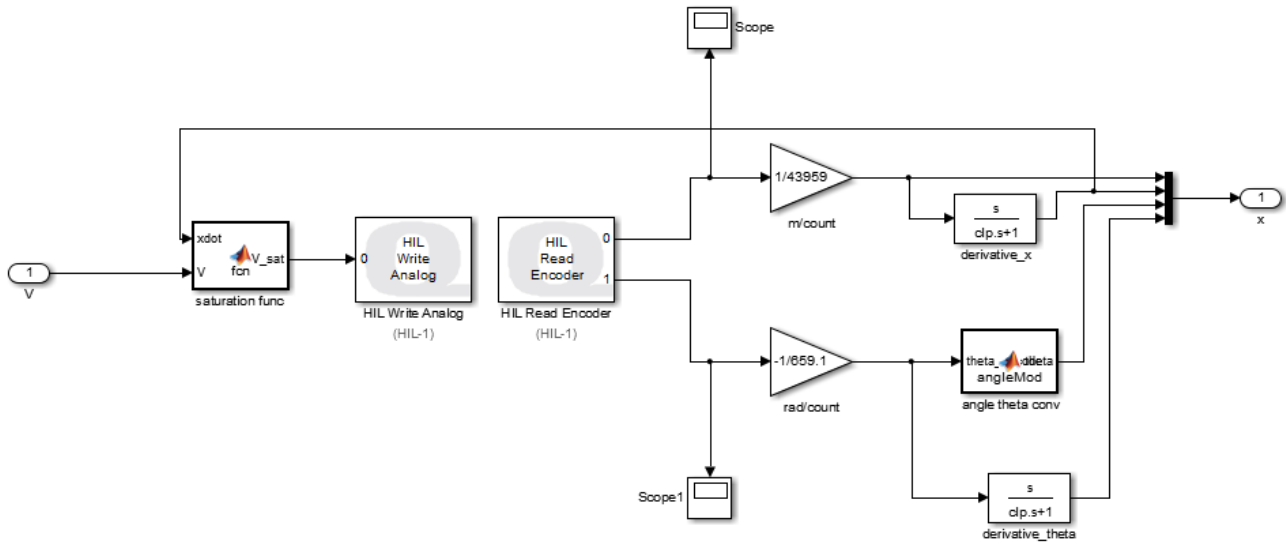 Scope
1/43959
m/count
s
clp.s+1
derivative_x
1
x
xdot
V
fcn
V_sat
saturation func
1
V
0
HIL
Write
Analog
HIL Write Analog
(HIL-1)
HIL
Read
Encoder
0
1
HIL Read Encoder
(HIL-1)
-1/659.1
rad/count
theta_
theta
angleMod
angle theta conv
Scope1
s
clp.s+1
derivative_theta